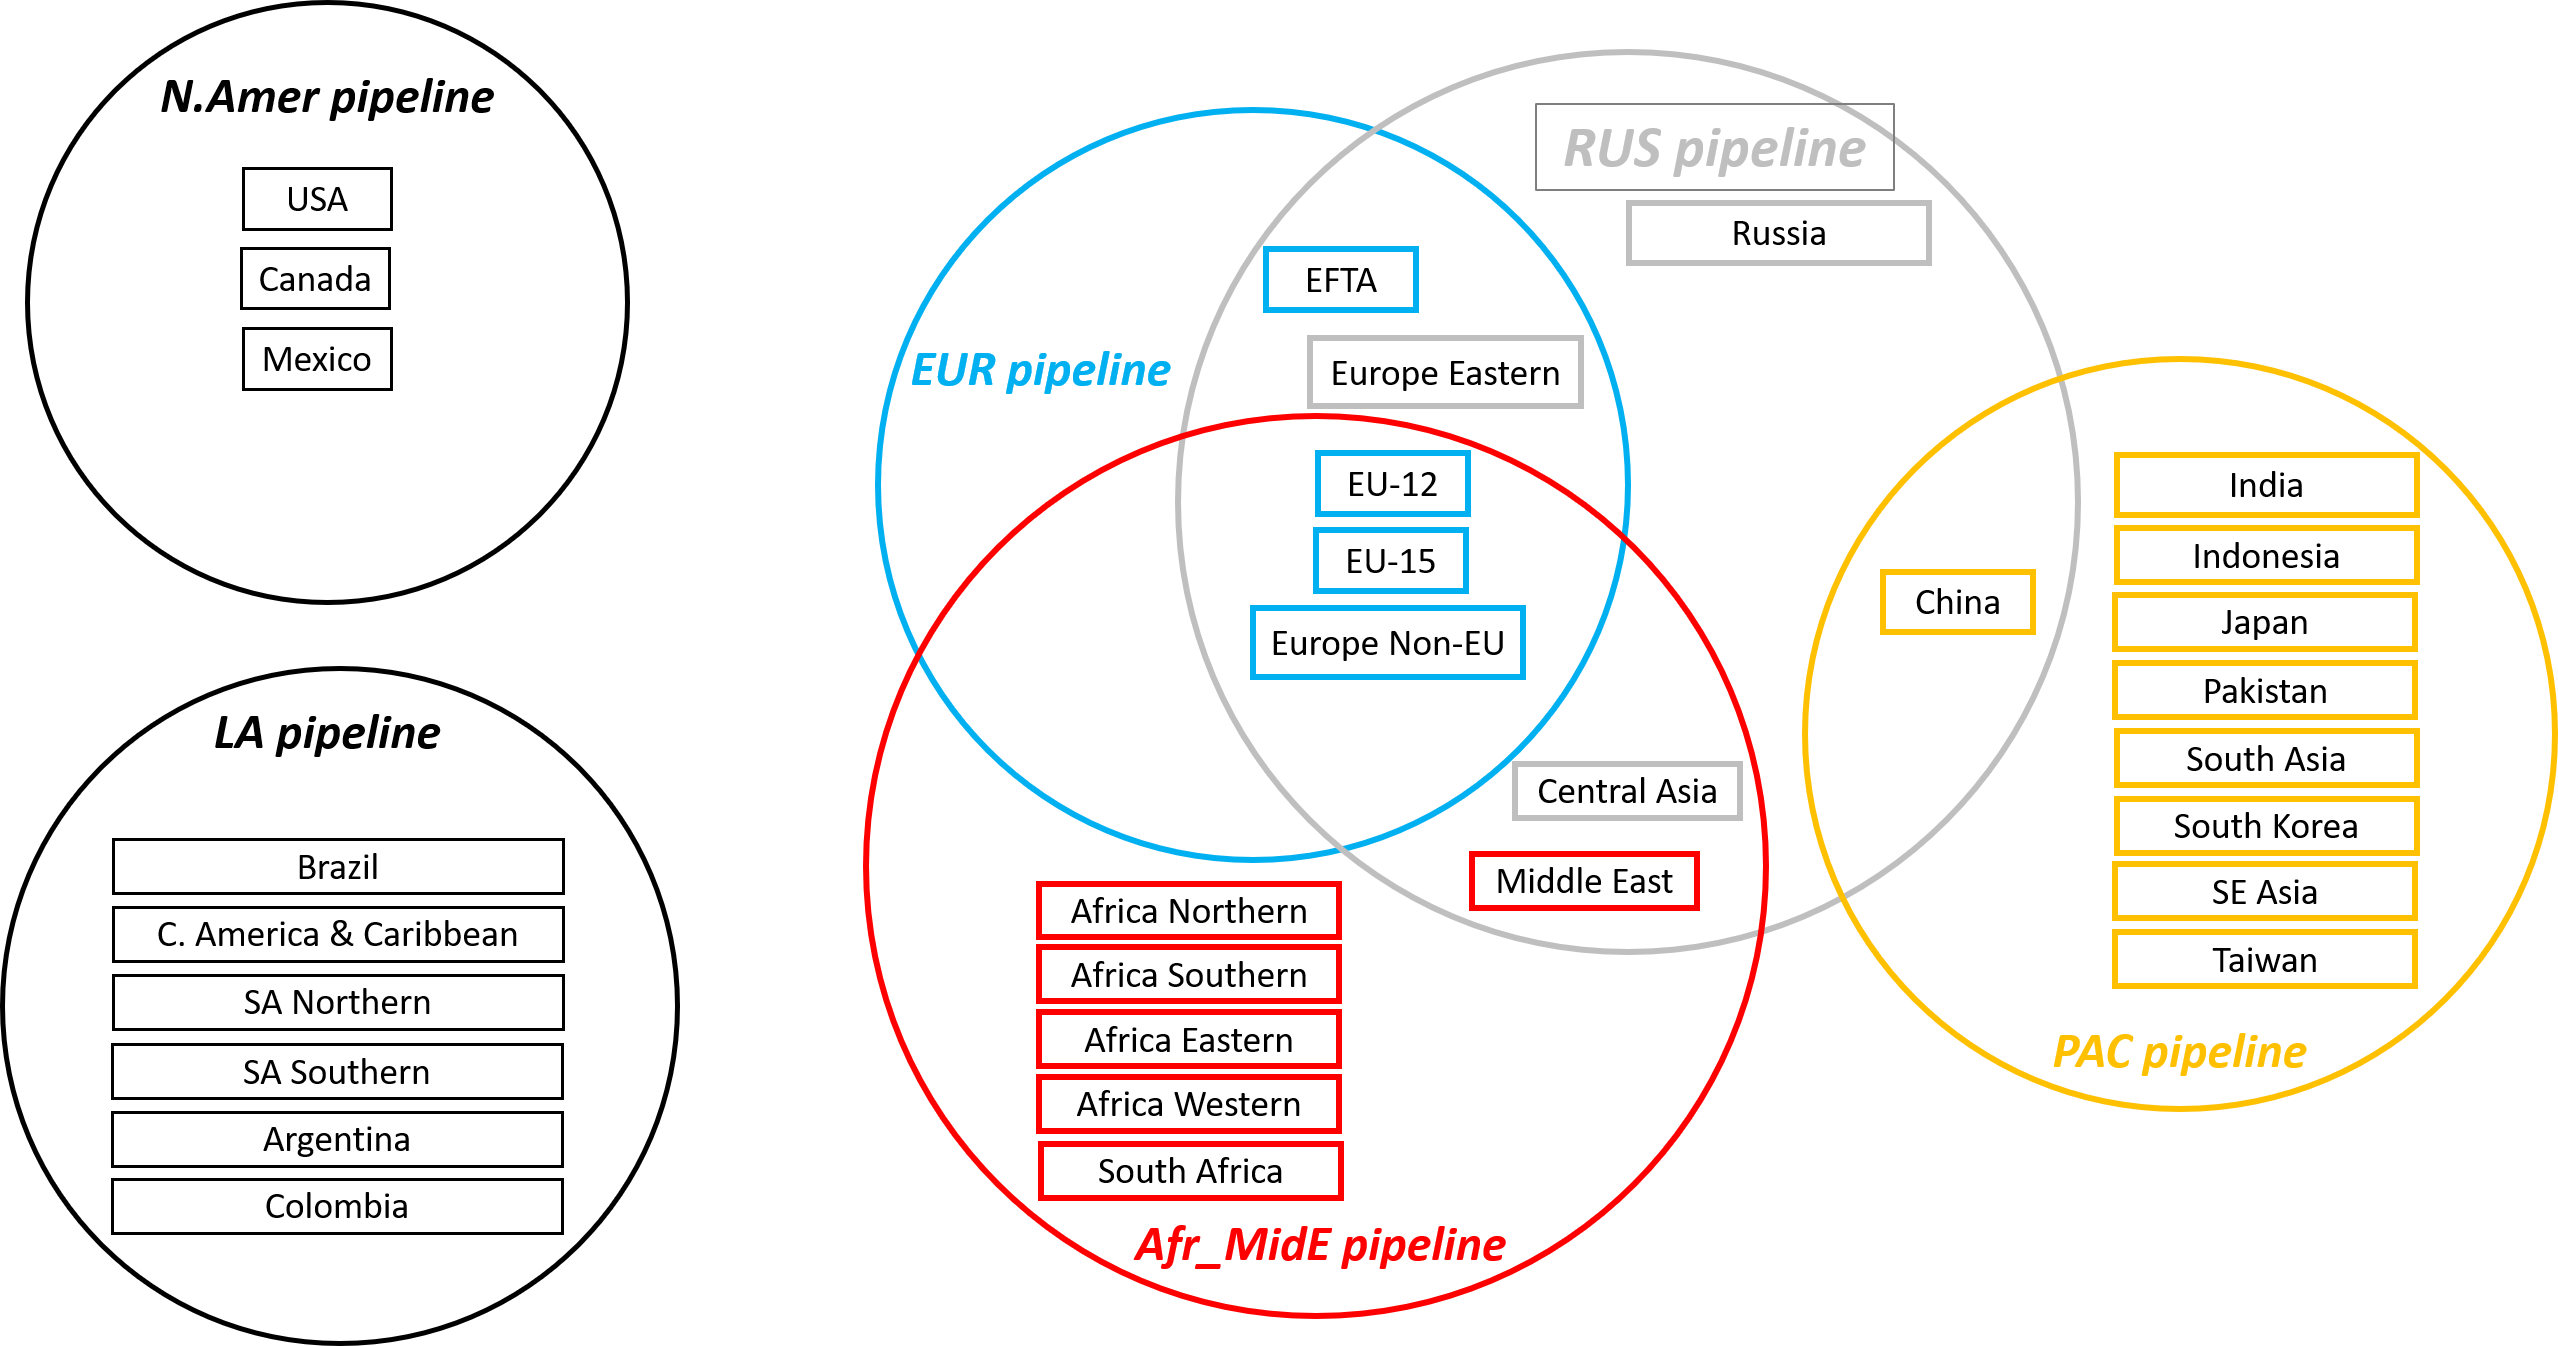 N.Amer pipeline
USA
Canada
Mexico
LA pipeline
Brazil
C. America & Caribbean
SA Northern
SA Southern
Argentina
Colombia
EUR pipeline
RUS pipeline
Russia
EFTA
Europe Eastern
EU-12
EU-15
Europe Non-EU
Central Asia
Middle East
Africa Northern
Africa Southern
Africa Eastern
Africa Western
South Africa
Afr_MidE pipeline
China
India
Indonesia
Japan
Pakistan
South Asia
South Korea
SE Asia
Taiwan
PAC pipeline